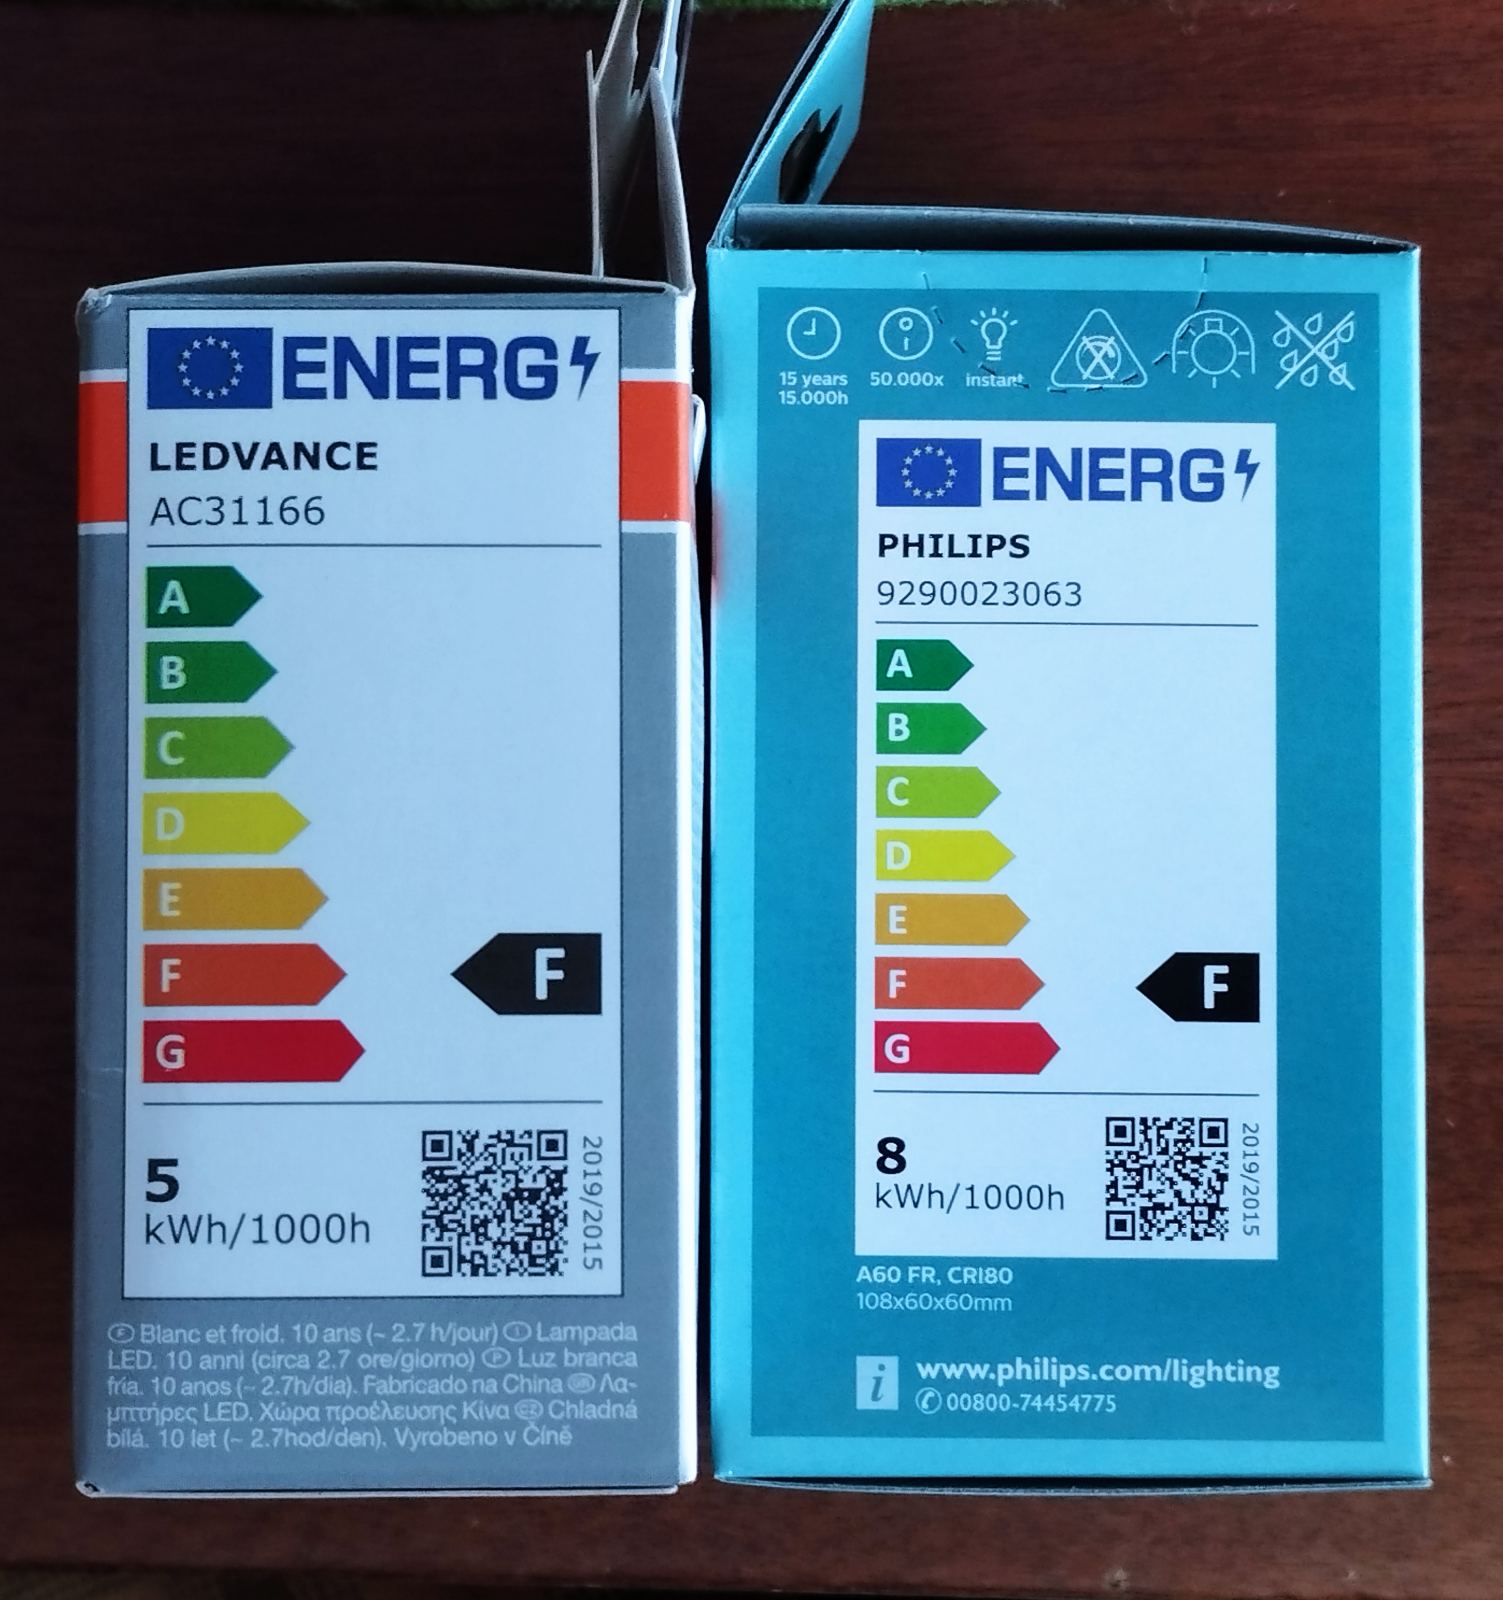 ENERG
LEDVANCE
AC31166
A
B
C
D
E
F
G
F
5
kWh/1000h
2019/2015
Ⓕ Blanc et froid. 10 ans (~ 2.7 h/jour) Ⓘ Lampada
LED. 10 anni (circa 2.7 ore/giorno) Ⓟ Luz branca
fria. 10 anos (~ 2.7h/dia). Fabricado na China GR Λα-
μπτήρες LED. Χώρα προέλευσης Κίνα CZ Chladná
bílá. 10 let (~ 2.7hod/den). Vyrobeno v Číně
15 years
15.000h
50.000x
instant
ENERG
PHILIPS
9290023063
A
B
C
D
E
F
G
F
8
kWh/1000h
2019/2015
A60 FR, CRI80
108x60x60mm
i
www.philips.com/lighting
✆ 00800-74454775